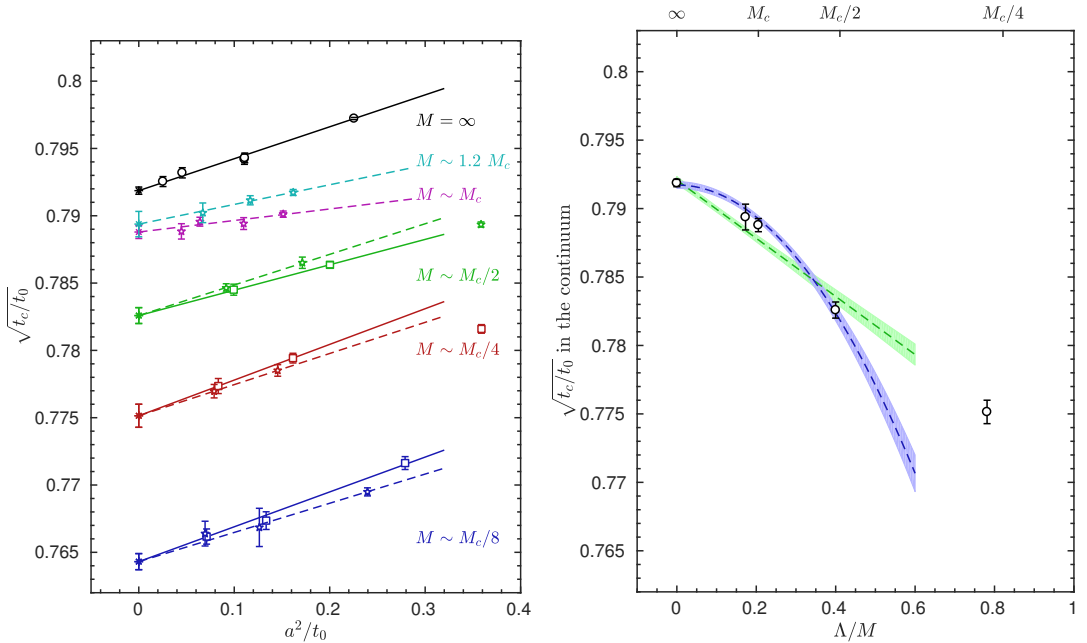 √t_c/t_0
0.8
0.795
0.79
0.785
0.78
0.775
0.77
0.765
M = ∞
M ∼ 1.2 M_c
M ∼ M_c
M ∼ M_c/2
M ∼ M_c/4
M ∼ M_c/8
0 0.1 0.2 0.3 0.4
a²/t_0
∞ M_c M_c/2 M_c/4
√t_c/t_0 in the continuum
0.8
0.795
0.79
0.785
0.78
0.775
0.77
0.765
0 0.2 0.4 0.6 0.8 1
Λ/M